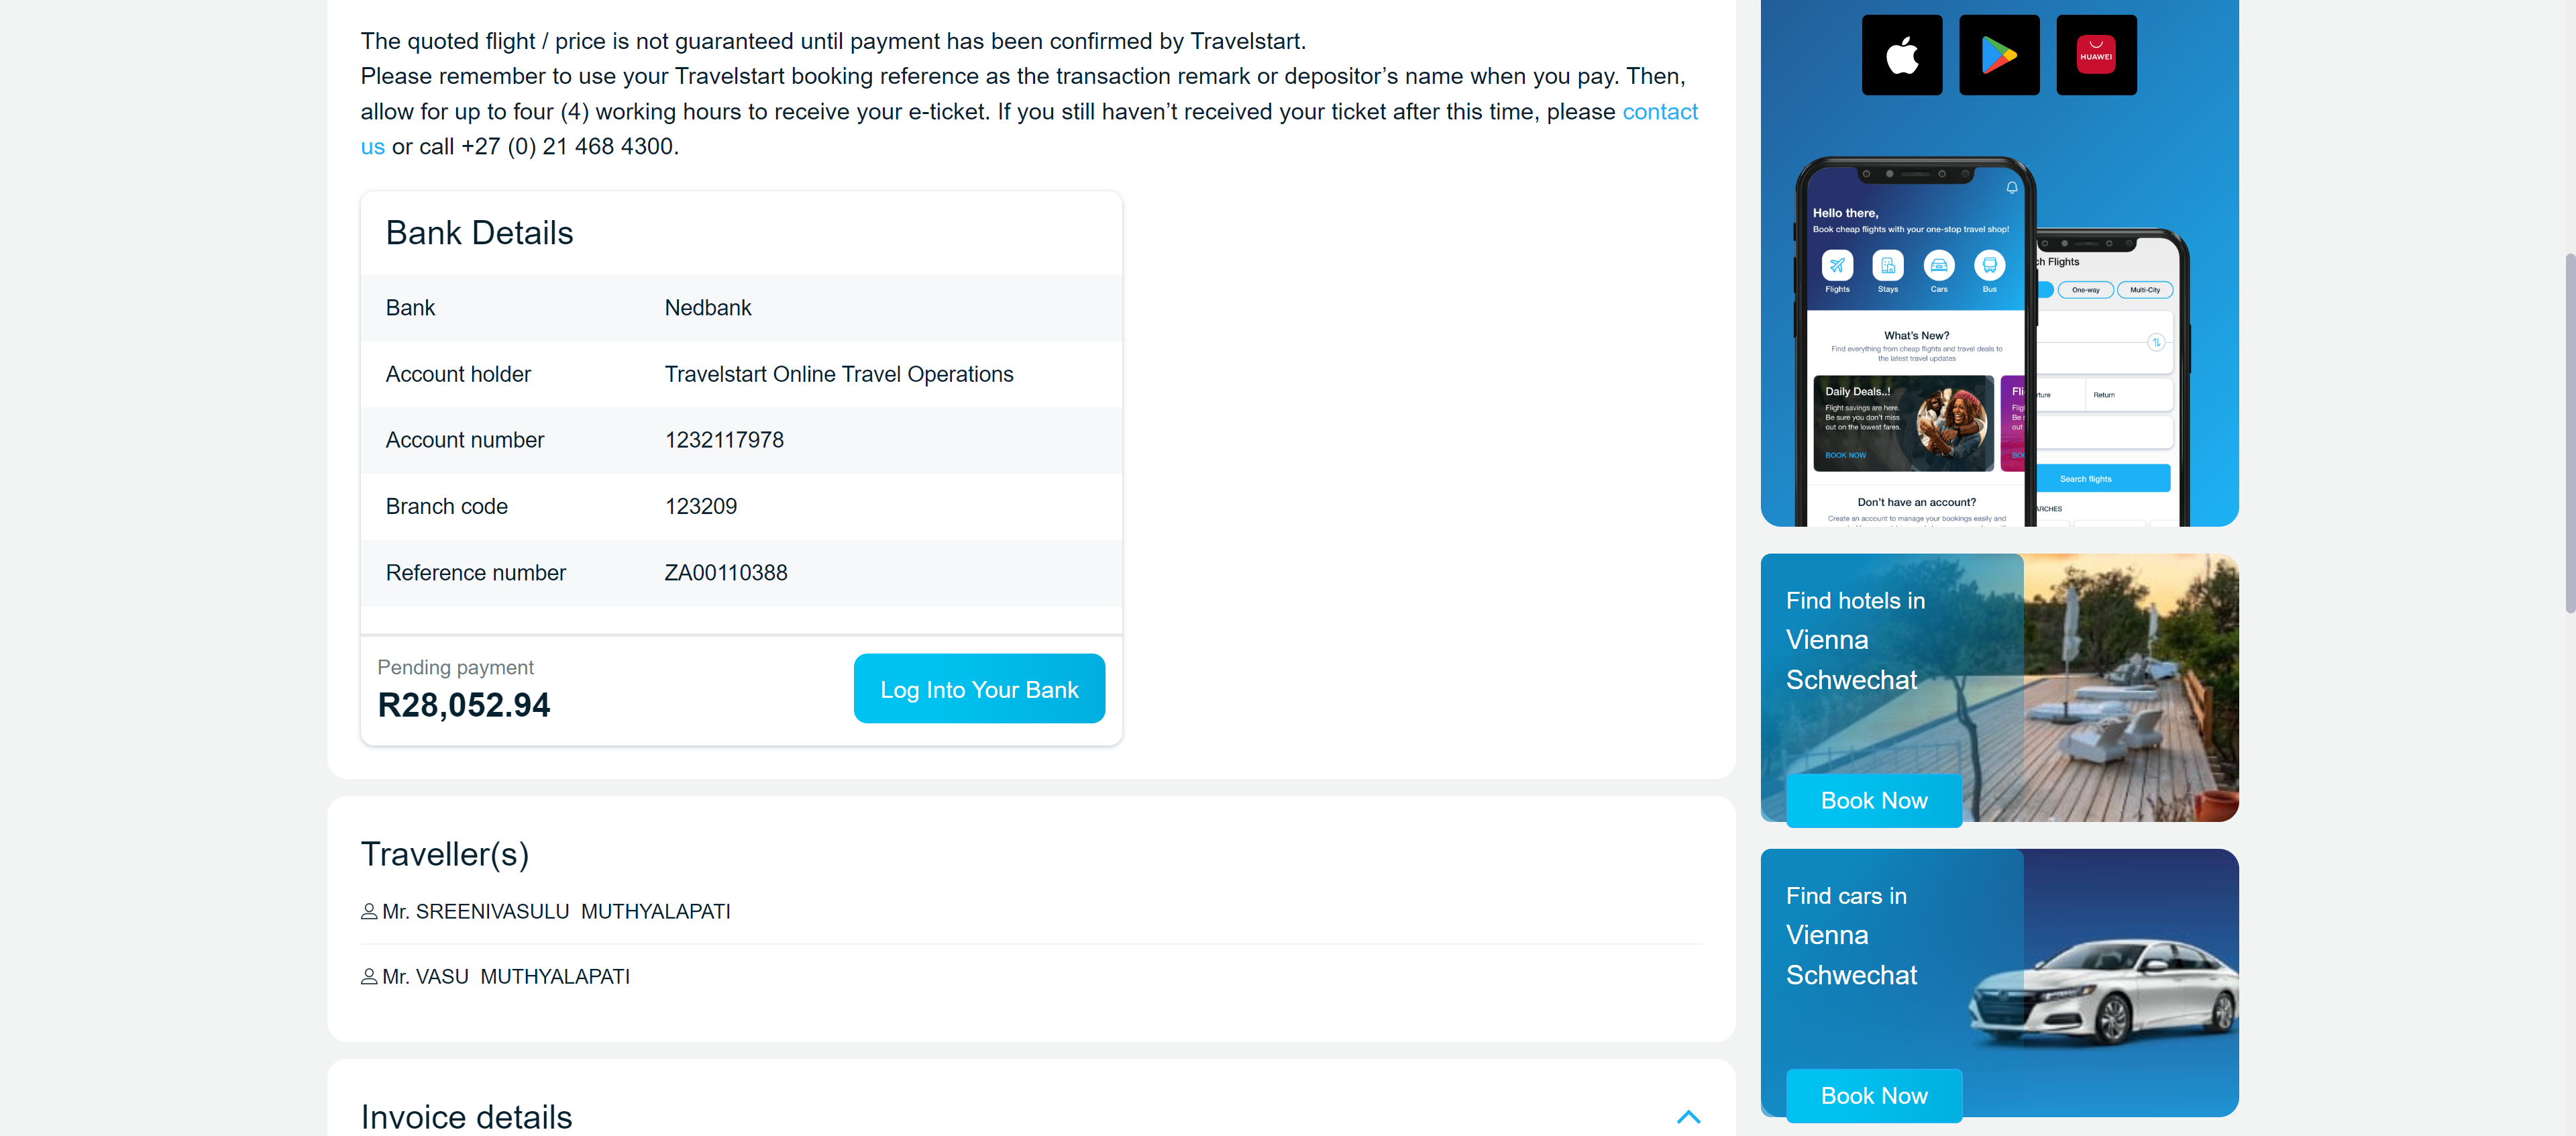 The quoted flight / price is not guaranteed until payment has been confirmed by Travelstart.
Please remember to use your Travelstart booking reference as the transaction remark or depositor’s name when you pay. Then,
allow for up to four (4) working hours to receive your e-ticket. If you still haven’t received your ticket after this time, please contact
us or call +27 (0) 21 468 4300.
Bank Details
Bank Nedbank
Account holder Travelstart Online Travel Operations
Account number 1232117978
Branch code 123209
Reference number ZA00110388
Pending payment
R28,052.94
Log Into Your Bank
Traveller(s)
Mr. SREENIVASULU MUTHYALAPATI
Mr. VASU MUTHYALAPATI
Invoice details
HUAWEI
Hello there,
Book cheap flights with your one-stop travel shop!
Flights Stays Cars Bus
What’s New?
Find everything from cheap flights and travel deals to
the latest travel updates
Daily Deals..!
Flight savings are here.
Be sure you don't miss
out on the lowest fares.
BOOK NOW
Fli
Flig
Be
out
BOO
Don’t have an account?
Create an account to manage your bookings easily and
ch Flights
One-way Multi-City
rture Return
Search flights
ARCHES
Find hotels in
Vienna
Schwechat
Book Now
Find cars in
Vienna
Schwechat
Book Now